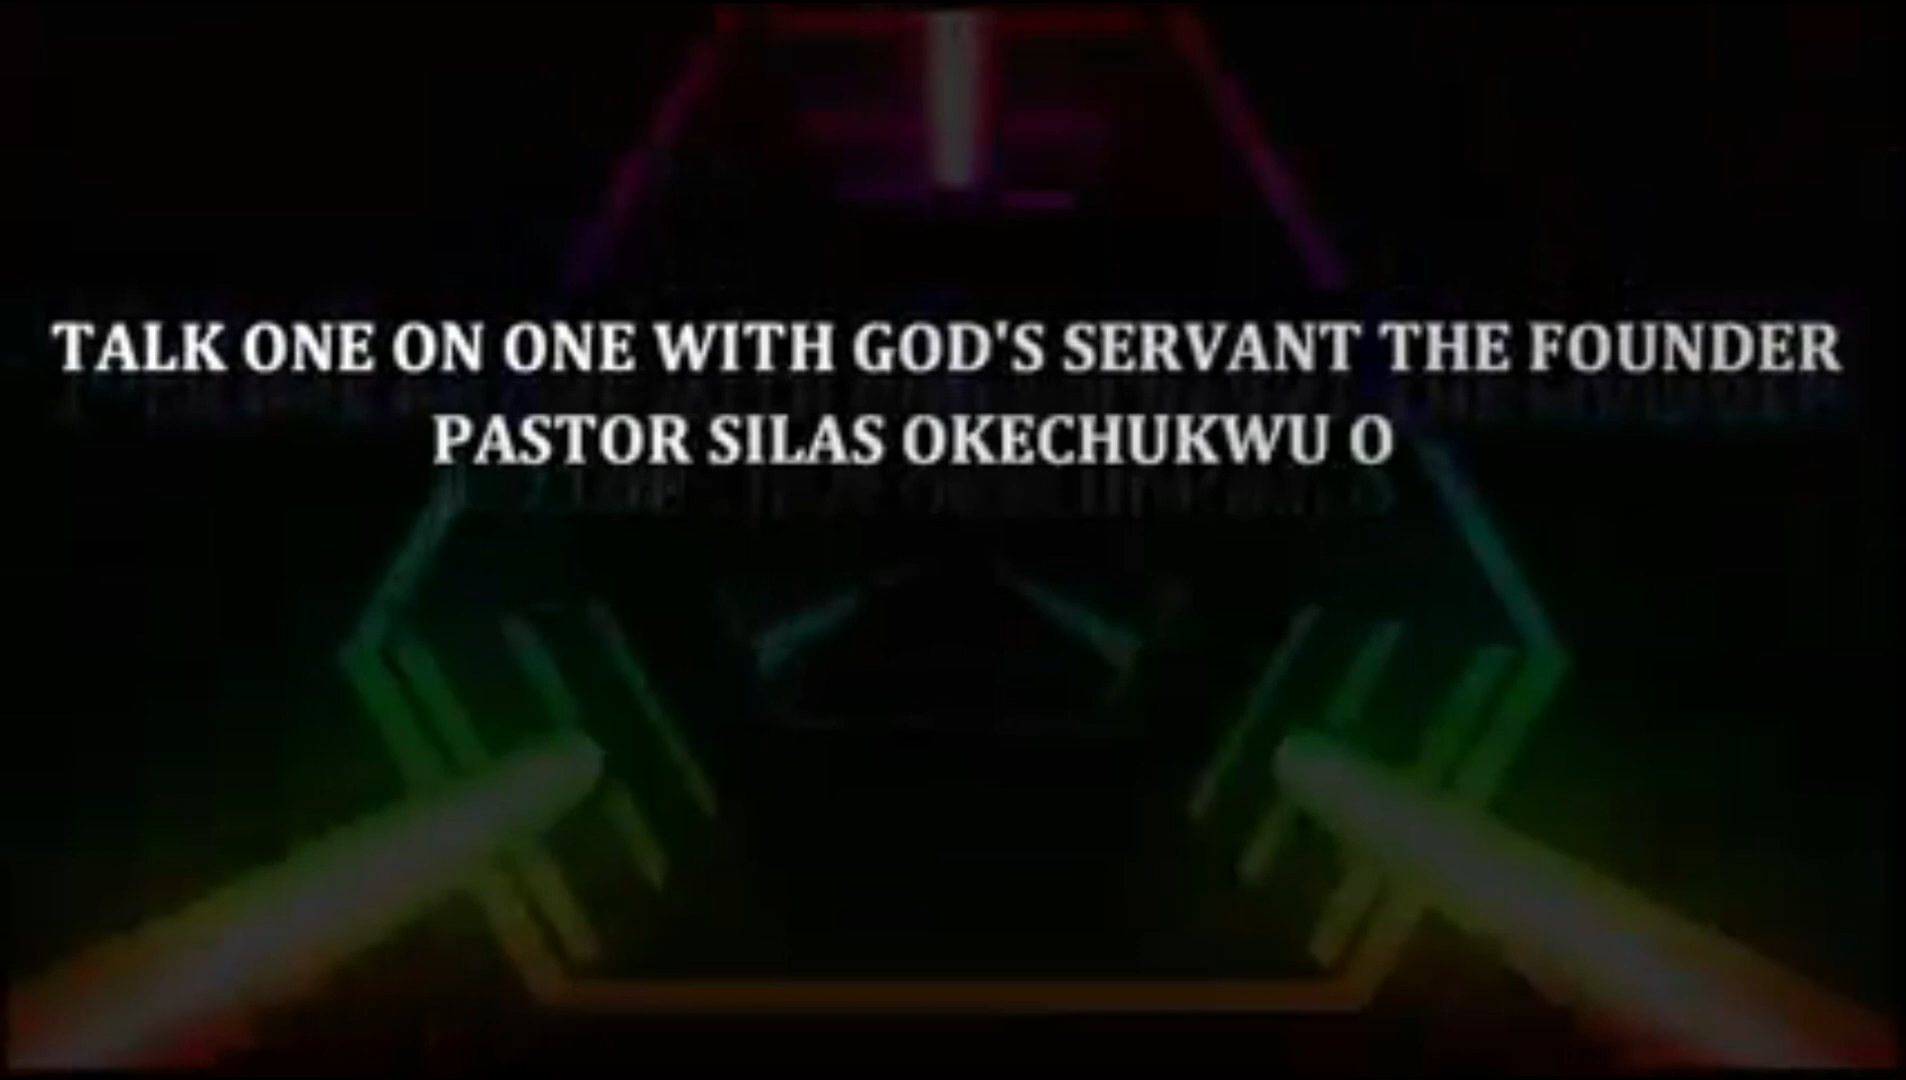 TALK ONE ON ONE WITH GOD'S SERVANT THE FOUNDER
PASTOR SILAS OKECHUKWU O